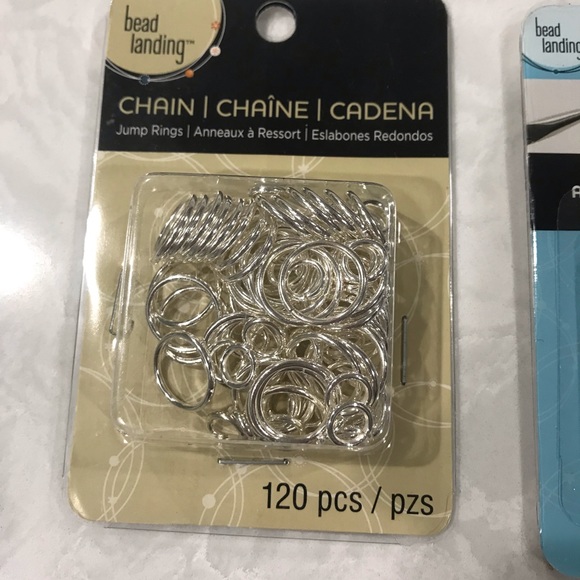 bead
landing™
CHAIN | CHAÎNE | CADENA
Jump Rings | Anneaux à Ressort | Eslabones Redondos
120 pcs / pzs
bead
landing